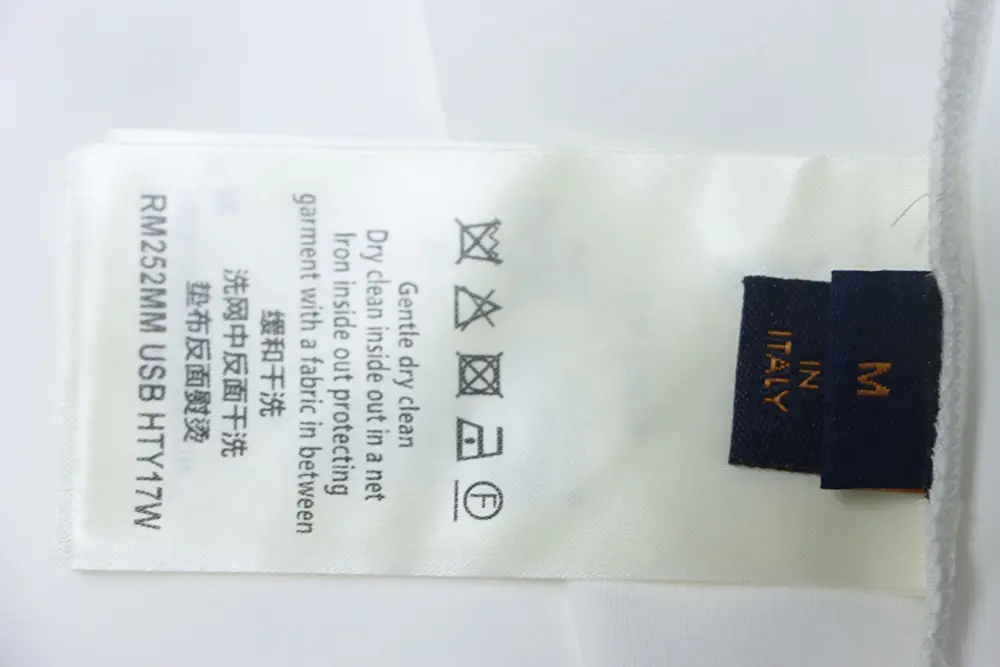 M
IN
ITALY
F
Gentle dry clean
Dry clean inside out in a net
Iron inside out protecting
garment with a fabric in between
缓和干洗
洗网中反面干洗
垫布反面熨烫
RM252MM USB HTY17W